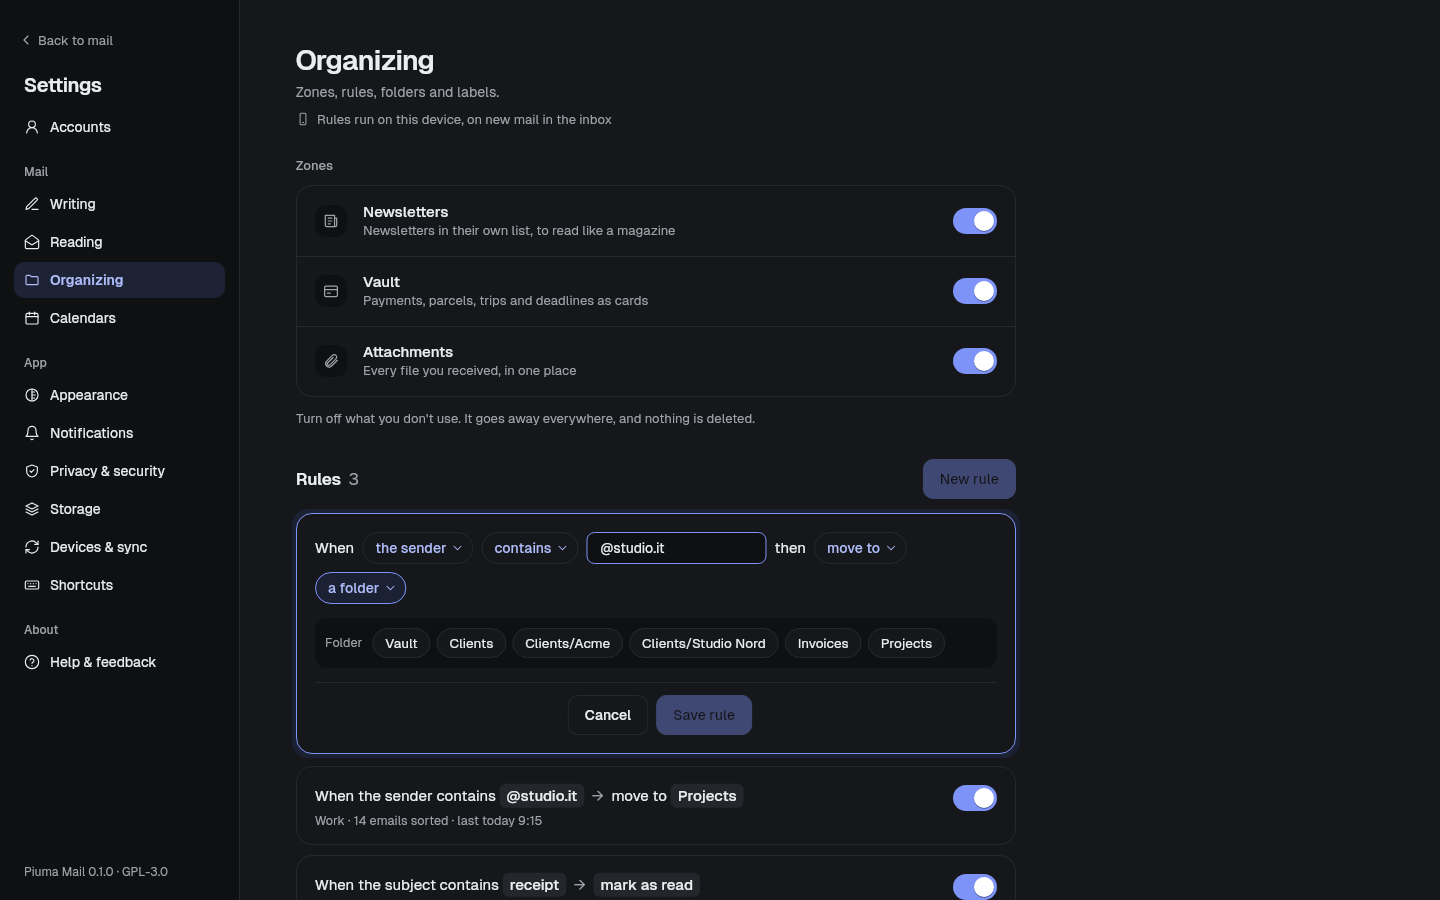 Back to mail
Settings
Accounts
Mail
Writing
Reading
Organizing
Calendars
App
Appearance
Notifications
Privacy & security
Storage
Devices & sync
Shortcuts
About
Help & feedback
Piuma Mail 0.1.0 · GPL-3.0
Organizing
Zones, rules, folders and labels.
Rules run on this device, on new mail in the inbox
Zones
Newsletters
Newsletters in their own list, to read like a magazine
Vault
Payments, parcels, trips and deadlines as cards
Attachments
Every file you received, in one place
Turn off what you don't use. It goes away everywhere, and nothing is deleted.
Rules 3
New rule
When the sender contains @studio.it then move to
a folder
Folder Vault Clients Clients/Acme Clients/Studio Nord Invoices Projects
Cancel Save rule
When the sender contains @studio.it → move to Projects
Work · 14 emails sorted · last today 9:15
When the subject contains receipt → mark as read